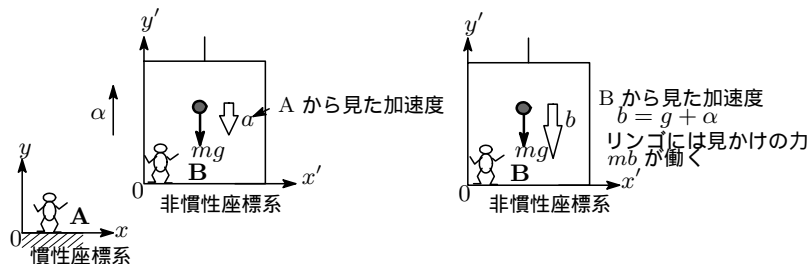 y′
α
a
A から見た加速度
mg
B
0
x′
非慣性座標系
y
A
0
x
慣性座標系
y′
b
mg
B
0
x′
非慣性座標系
B から見た加速度
b = g + α
リンゴには見かけの力
mb が働く